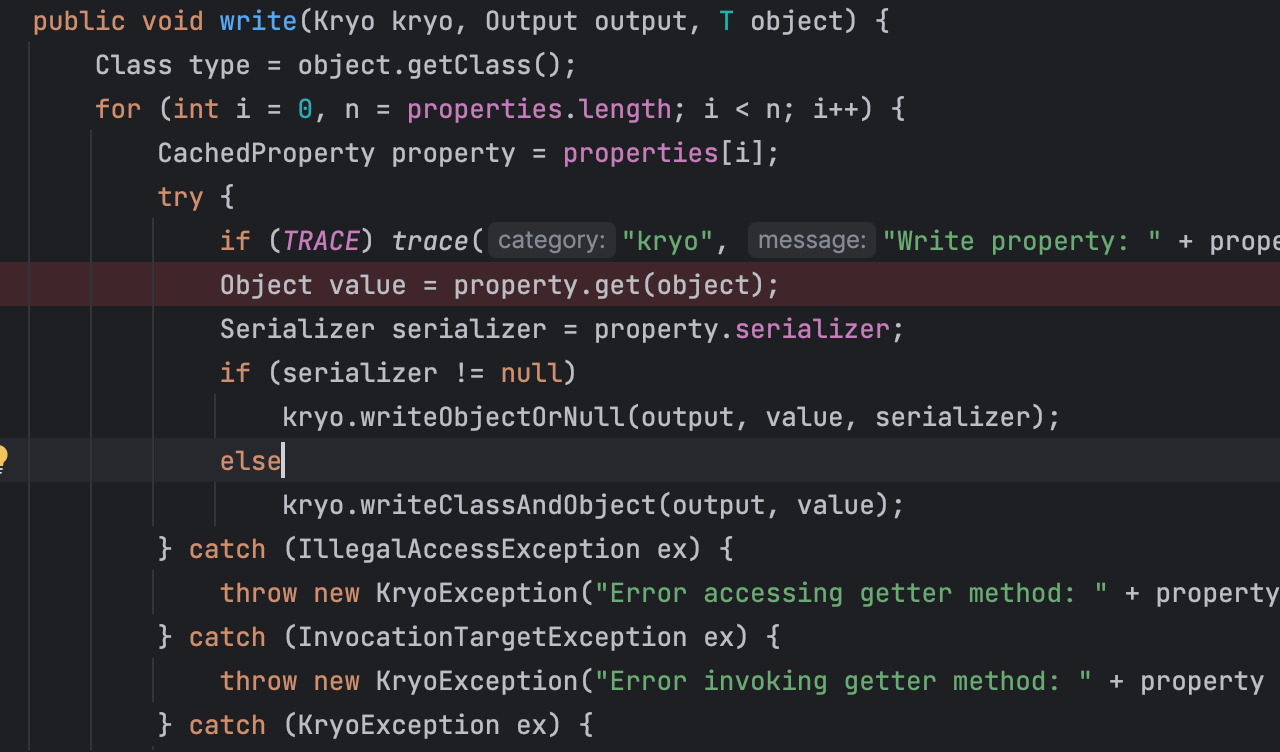 public void write(Kryo kryo, Output output, T object) {
Class type = object.getClass();
for (int i = 0, n = properties.length; i < n; i++) {
CachedProperty property = properties[i];
try {
if (TRACE) trace( category: "kryo", message: "Write property: " + prope
Object value = property.get(object);
Serializer serializer = property.serializer;
if (serializer != null)
kryo.writeObjectOrNull(output, value, serializer);
else
kryo.writeClassAndObject(output, value);
} catch (IllegalAccessException ex) {
throw new KryoException("Error accessing getter method: " + property
} catch (InvocationTargetException ex) {
throw new KryoException("Error invoking getter method: " + property
} catch (KryoException ex) {